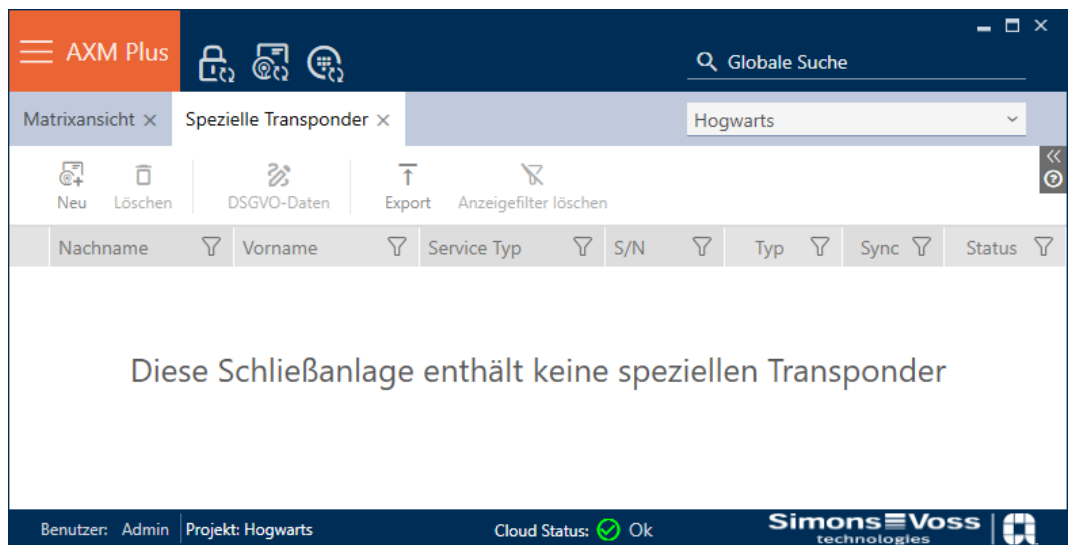 AXM Plus
Globale Suche
Matrixansicht Spezielle Transponder Hogwarts
Neu Löschen DSGVO-Daten Export Anzeigefilter löschen
Nachname Vorname Service Typ S/N Typ Sync Status
Diese Schließanlage enthält keine speziellen Transponder
Benutzer: Admin Projekt: Hogwarts Cloud Status: Ok SimonsVoss
technologies